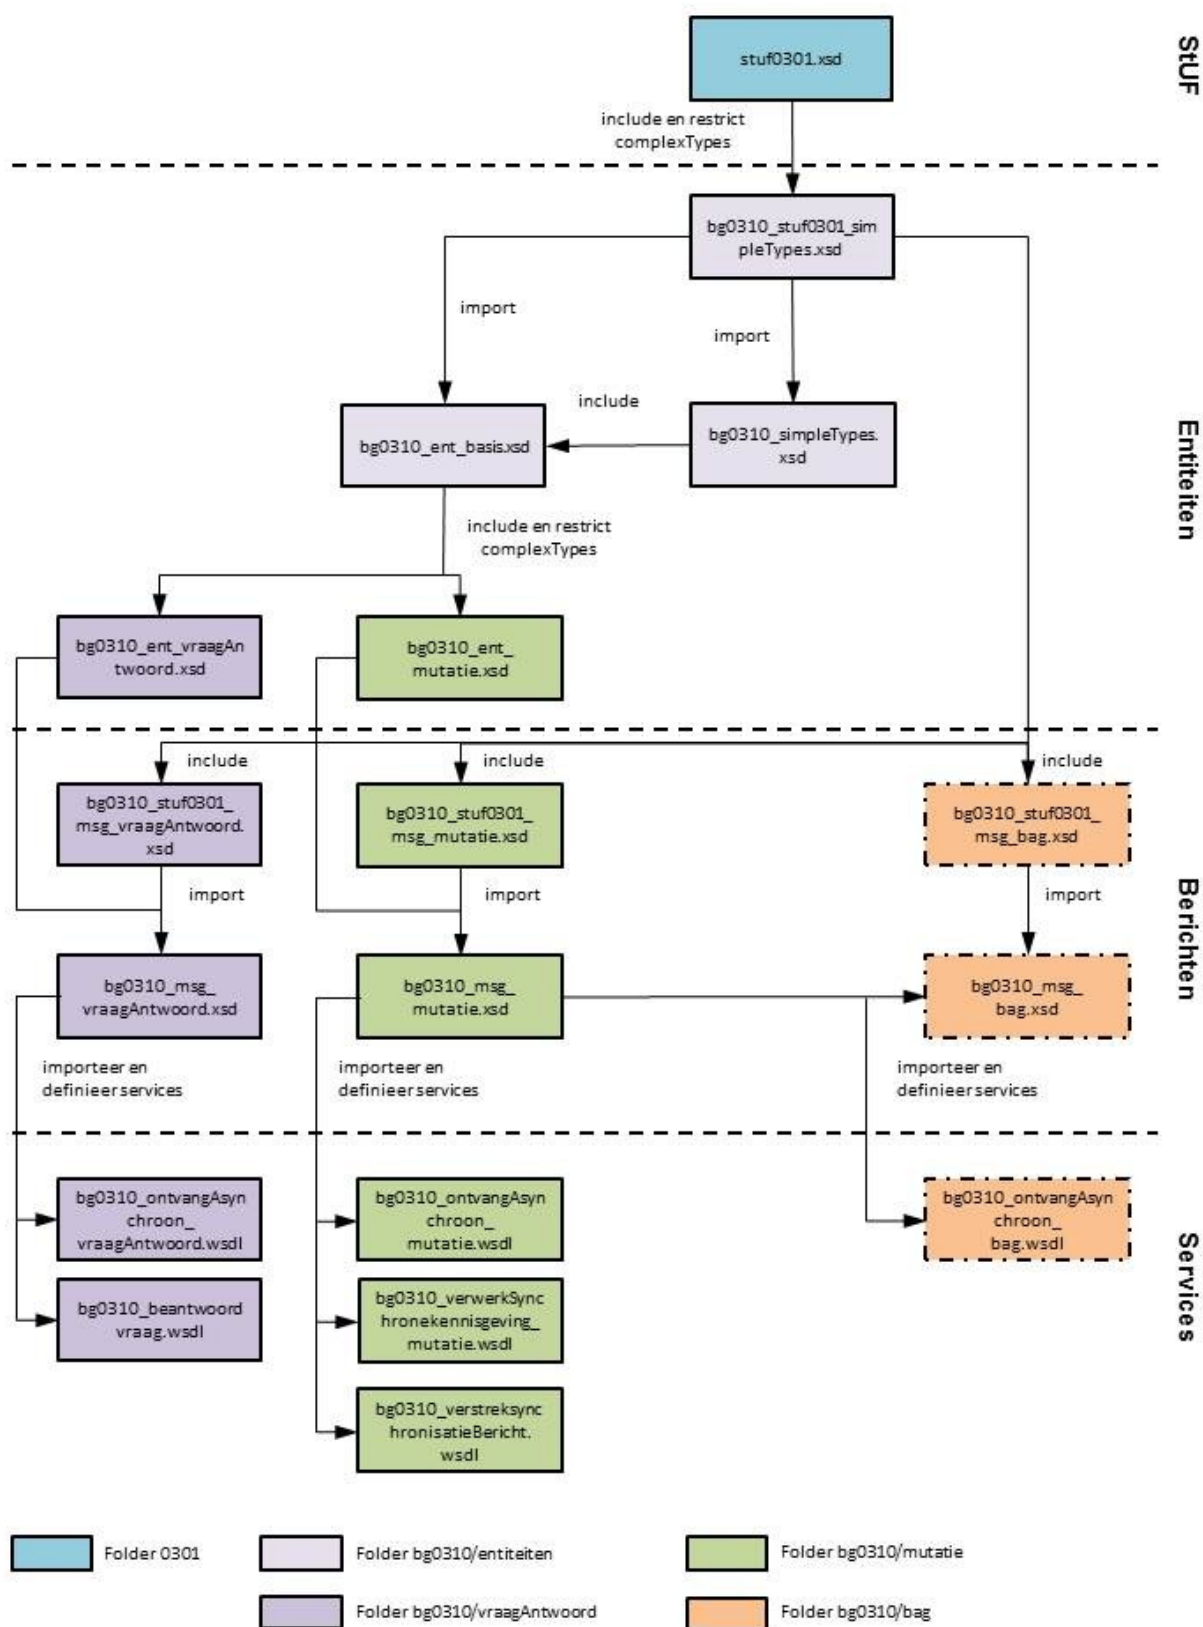 stuf0301.xsd
StUF
include en restrict
complexTypes
bg0310_stuf0301_sim
pleTypes.xsd
import
import
include
bg0310_ent_basis.xsd
bg0310_simpleTypes.
xsd
Entiteiten
include en restrict
complexTypes
bg0310_ent_vraagAn
twoord.xsd
bg0310_ent_
mutatie.xsd
include
include
include
bg0310_stuf0301_
msg_vraagAntwoord.
xsd
bg0310_stuf0301_
msg_mutatie.xsd
bg0310_stuf0301_
msg_bag.xsd
import
import
import
Berichten
bg0310_msg_
vraagAntwoord.xsd
bg0310_msg_
mutatie.xsd
bg0310_msg_
bag.xsd
importeer en
definieer services
importeer en
definieer services
importeer en
definieer services
bg0310_ontvangAsyn
chroon_
vraagAntwoord.wsdl
bg0310_ontvangAsyn
chroon_
mutatie.wsdl
bg0310_ontvangAsyn
chroon_
bag.wsdl
Services
bg0310_beantwoord
vraag.wsdl
bg0310_verwerkSync
hronekennisgeving_
mutatie.wsdl
bg0310_verstreksync
hronisatieBericht.
wsdl
Folder 0301
Folder bg0310/entiteiten
Folder bg0310/mutatie
Folder bg0310/vraagAntwoord
Folder bg0310/bag